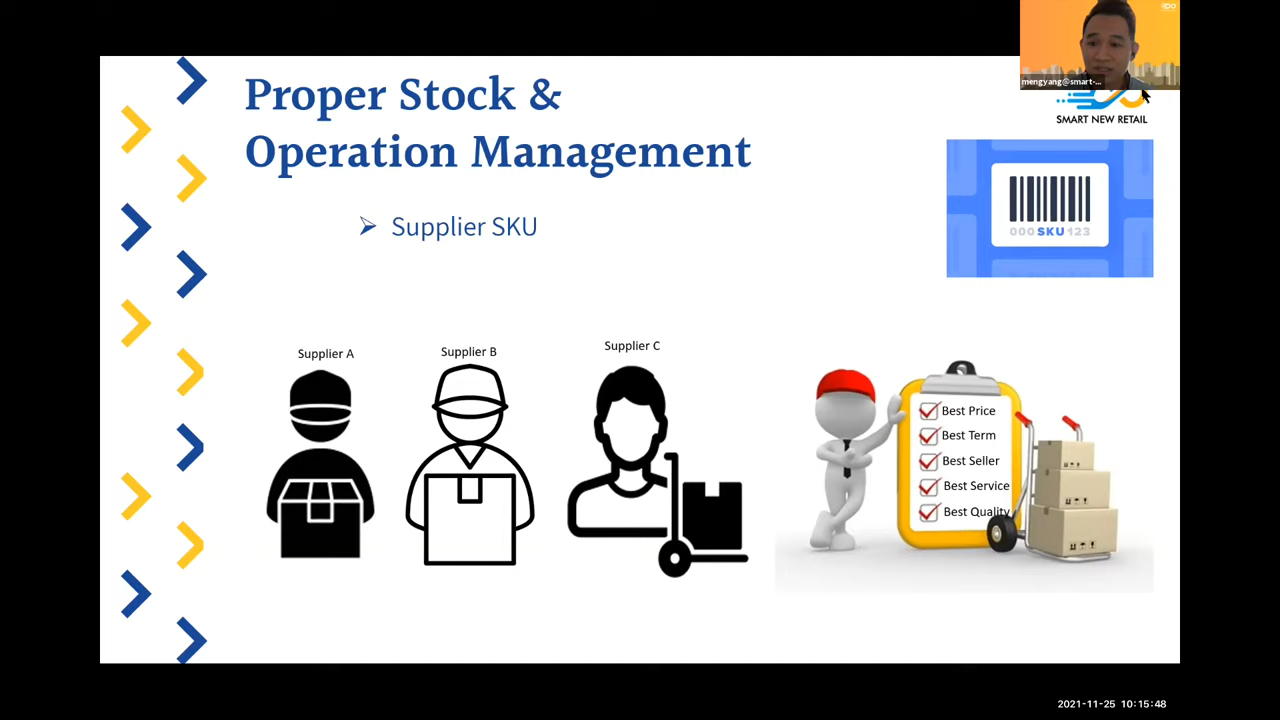 Proper Stock &
Operation Management
➢ Supplier SKU
mengyang@smart-...
SMART NEW RETAIL
000 SKU 123
Supplier A
Supplier B
Supplier C
Best Price
Best Term
Best Seller
Best Service
Best Quality
2021-11-25 10:15:48